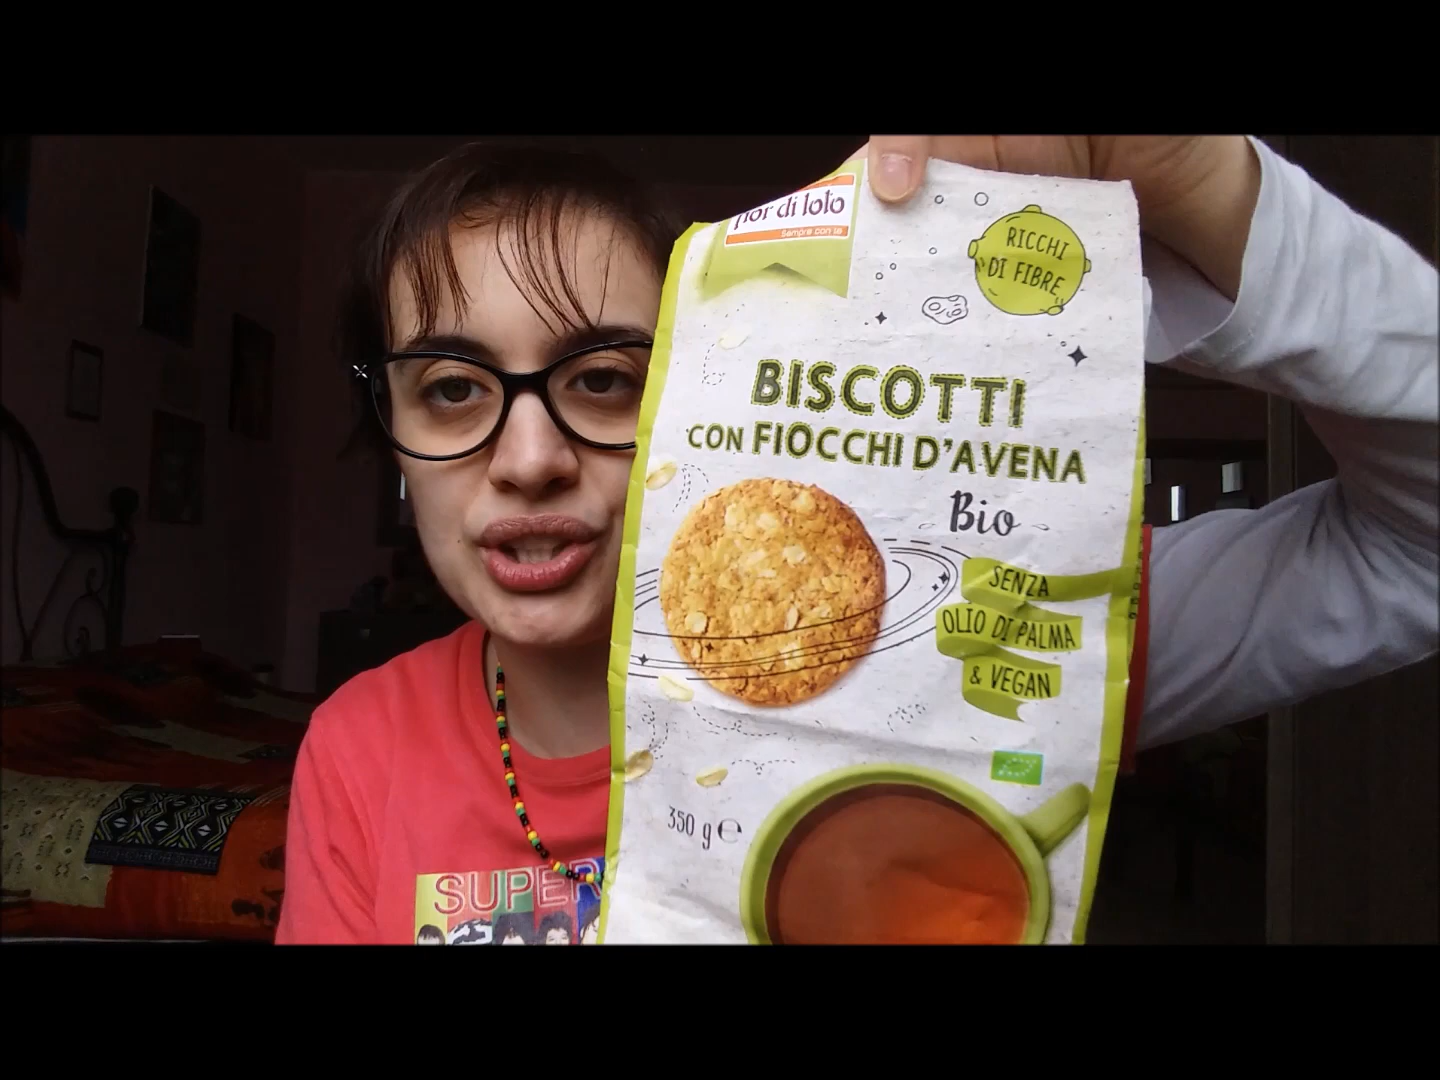 fior di loto
Sempre con te
RICCHI
DI FIBRE
BISCOTTI
CON FIOCCHI D'AVENA
Bio
SENZA
OLIO DI PALMA
& VEGAN
350 g ℮
SUPER